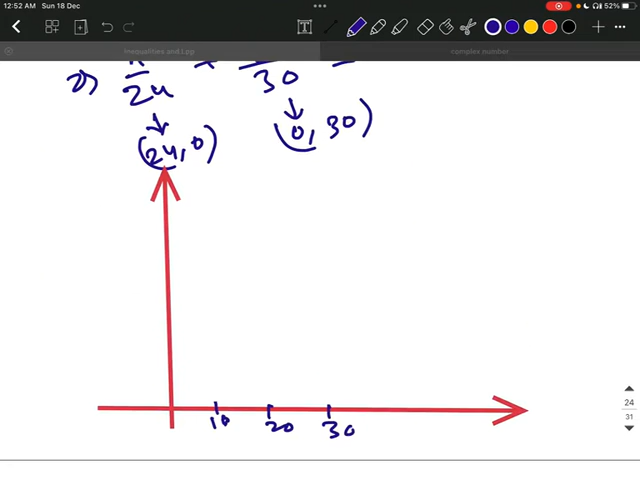 12:52 AM Sun 18 Dec 52%
Inequalities and Lpp complex number
24 30
(24,0) (0,30)
10 20 30
24
31